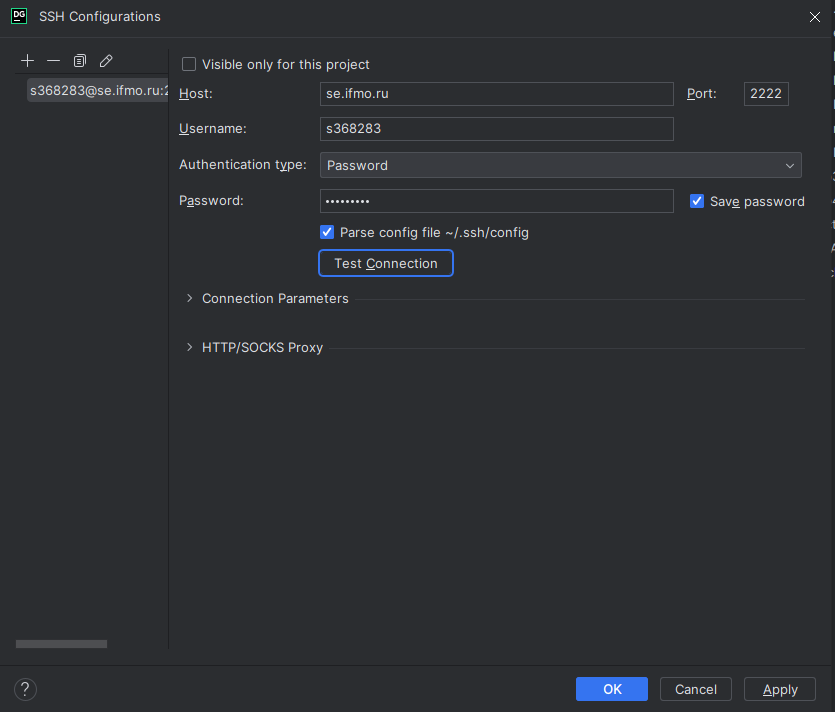 DG SSH Configurations
Visible only for this project
s368283@se.ifmo.ru:2
Host: se.ifmo.ru Port: 2222
Username: s368283
Authentication type: Password
Password: ••••••••• Save password
Parse config file ~/.ssh/config
Test Connection
Connection Parameters
HTTP/SOCKS Proxy
? OK Cancel Apply